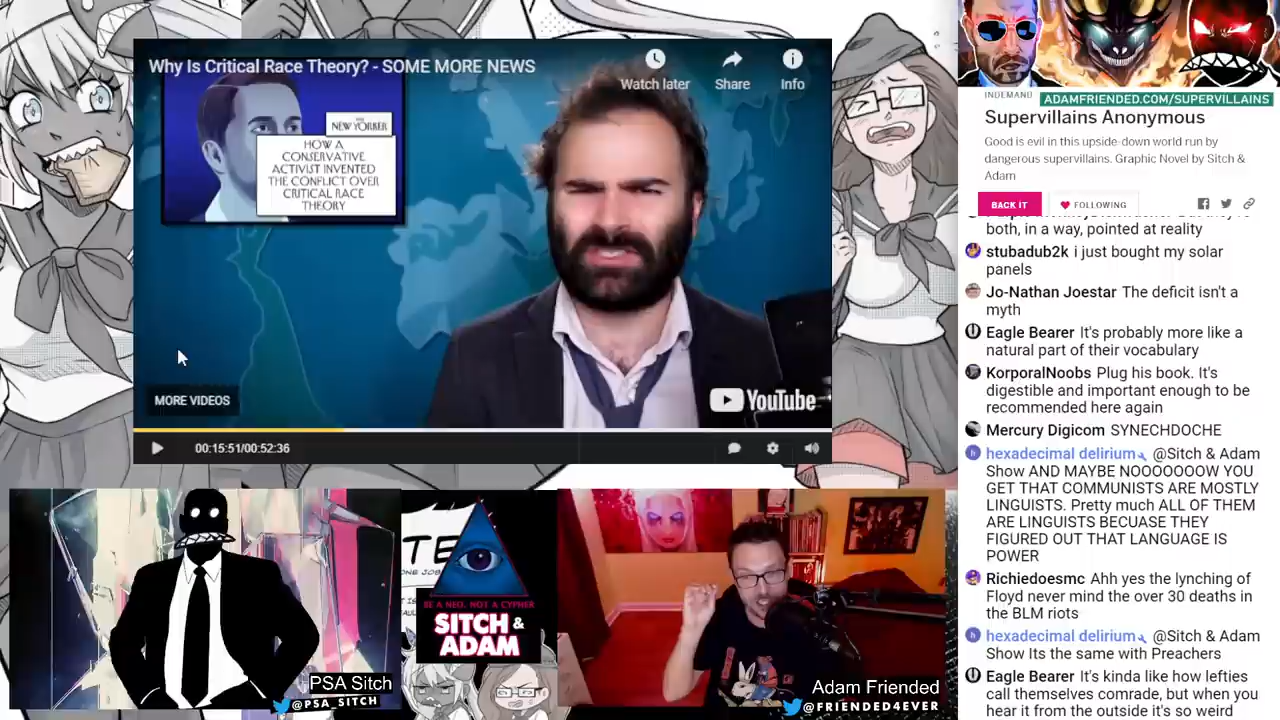 Why Is Critical Race Theory? - SOME MORE NEWS
Watch later
Share
Info
NEW YORKER
HOW A
CONSERVATIVE
ACTIVIST INVENTED
THE CONFLICT OVER
CRITICAL RACE
THEORY
MORE VIDEOS
YouTube
00:15:51/00:52:36
BE A NEO, NOT A CYPHER
SITCH &
ADAM
PSA Sitch
@PSA_SITCH
Adam Friended
@FRIENDED4EVER
INDEMAND
ADAMFRIENDED.COM/SUPERVILLAINS
Supervillains Anonymous
Good is evil in this upside-down world run by
dangerous supervillains. Graphic Novel by Sitch &
Adam
BACK IT
FOLLOWING
both, in a way, pointed at reality
stubadub2k i just bought my solar
panels
Jo-Nathan Joestar The deficit isn't a
myth
Eagle Bearer It's probably more like a
natural part of their vocabulary
KorporalNoobs Plug his book. It's
digestible and important enough to be
recommended here again
Mercury Digicom SYNECHDOCHE
hexadecimal delirium @Sitch & Adam
Show AND MAYBE NOOOOOOOW YOU
GET THAT COMMUNISTS ARE MOSTLY
LINGUISTS. Pretty much ALL OF THEM
ARE LINGUISTS BECUASE THEY
FIGURED OUT THAT LANGUAGE IS
POWER
Richiedoesmc Ahh yes the lynching of
Floyd never mind the over 30 deaths in
the BLM riots
hexadecimal delirium @Sitch & Adam
Show Its the same with Preachers
Eagle Bearer It's kinda like how lefties
call themselves comrade, but when you
hear it from the outside it's so weird